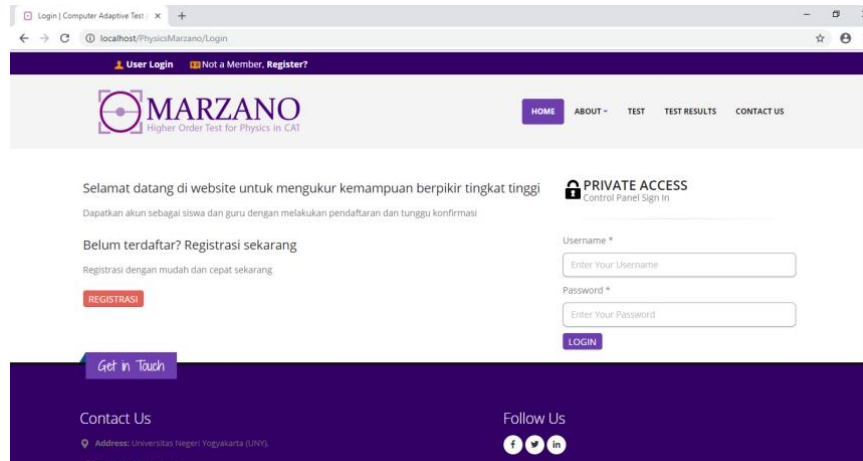 Login | Computer Adaptive Test
localhost/PhysicsMarzano/Login
User Login
Not a Member, Register?
MARZANO
Higher Order Test for Physics in CAT
HOME
ABOUT
TEST
TEST RESULTS
CONTACT US
Selamat datang di website untuk mengukur kemampuan berpikir tingkat tinggi
Dapatkan akun sebagai siswa dan guru dengan melakukan pendaftaran dan tunggu konfirmasi
Belum terdaftar? Registrasi sekarang
Registrasi dengan mudah dan cepat sekarang
REGISTRASI
PRIVATE ACCESS
Control Panel Sign In
Username *
Enter Your Username
Password *
Enter Your Password
LOGIN
Get in Touch
Contact Us
Address: Universitas Negeri Yogyakarta (UNY),
Follow Us